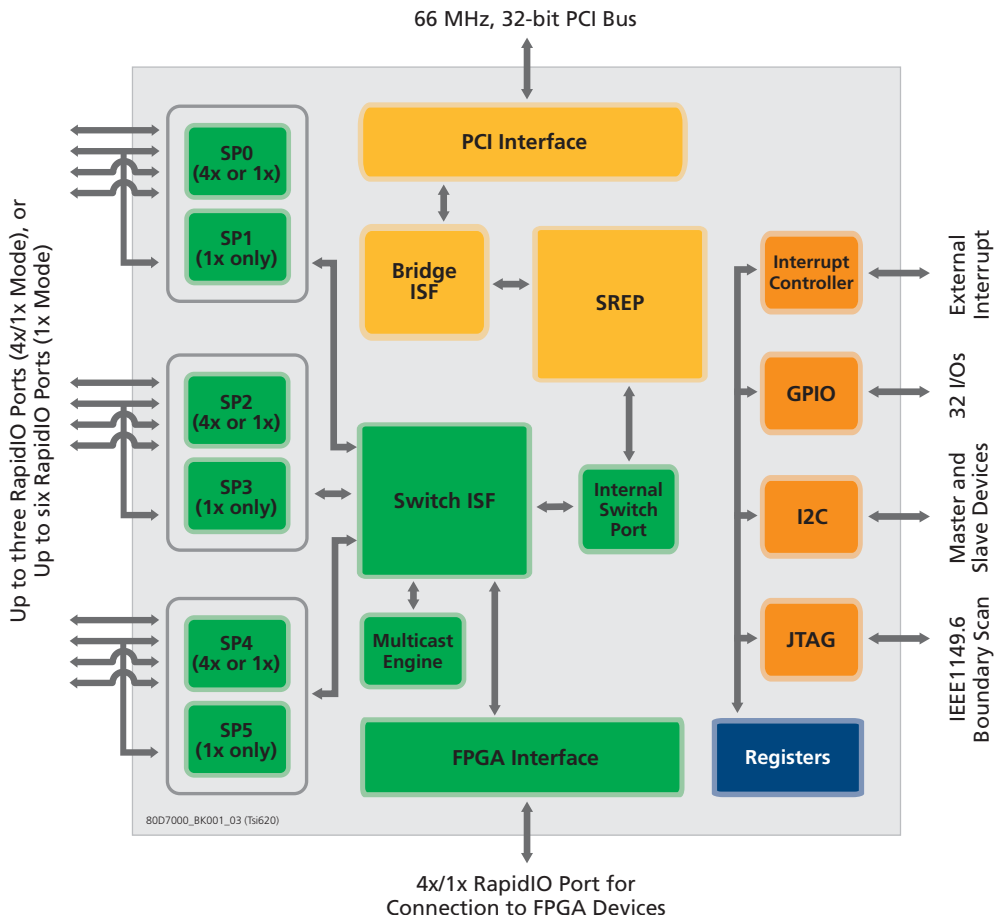 66 MHz, 32-bit PCI Bus
PCI Interface
SP0
(4x or 1x)
SP1
(1x only)
Bridge
ISF
SREP
Interrupt
Controller
External
Interrupt
Up to three RapidIO Ports (4x/1x Mode), or
Up to six RapidIO Ports (1x Mode)
SP2
(4x or 1x)
SP3
(1x only)
Switch ISF
Internal
Switch
Port
GPIO
32 I/Os
I2C
Master and
Slave Devices
SP4
(4x or 1x)
SP5
(1x only)
Multicast
Engine
JTAG
IEEE1149.6
Boundary Scan
FPGA Interface
Registers
80D7000_BK001_03 (Tsi620)
4x/1x RapidIO Port for
Connection to FPGA Devices